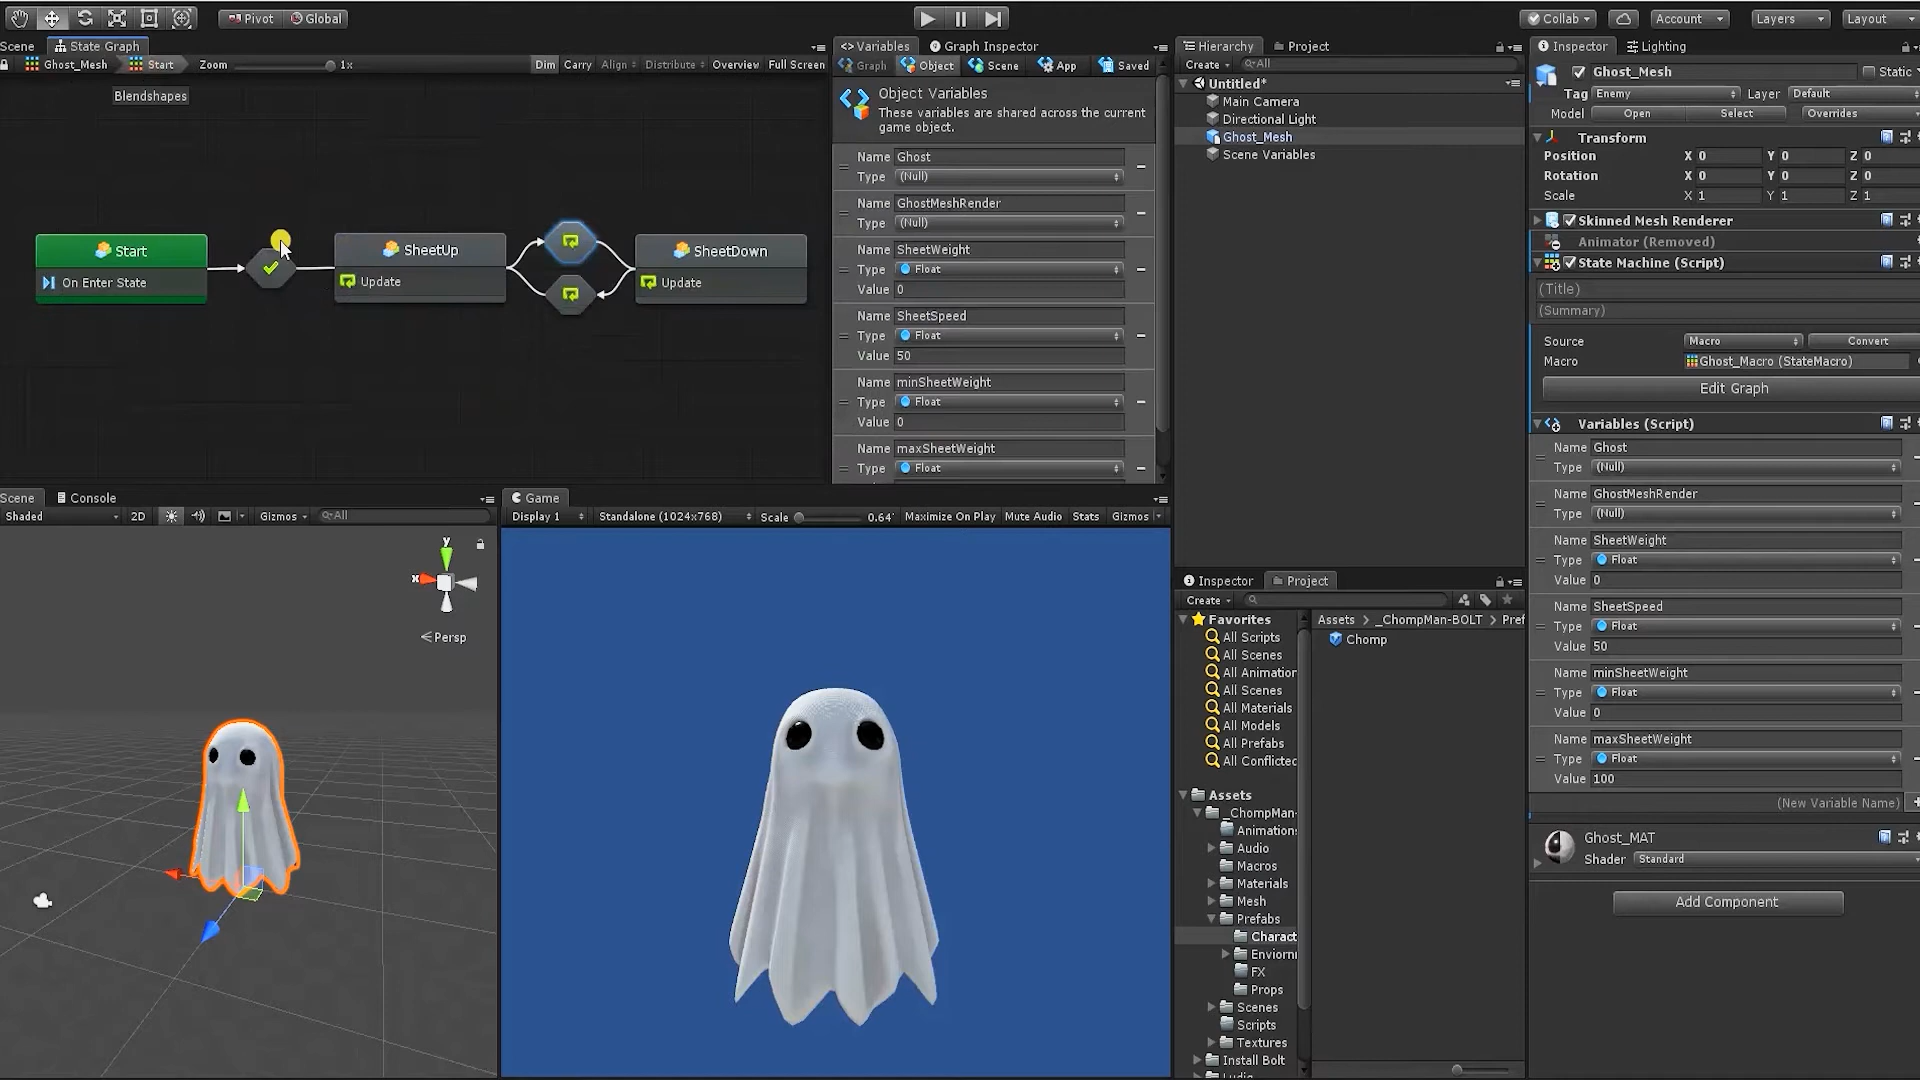 Pivot Global
Collab Account Layers Layout
Scene State Graph
Ghost_Mesh Start Zoom 1x Dim Carry Align Distribute Overview Full Screen
Blendshapes
Start
On Enter State
SheetUp
Update
SheetDown
Update
Variables Graph Inspector
Graph Object Scene App Saved
Object Variables
These variables are shared across the current
game object.
Name Ghost
Type (Null)
Name GhostMeshRender
Type (Null)
Name SheetWeight
Type Float
Value 0
Name SheetSpeed
Type Float
Value 50
Name minSheetWeight
Type Float
Value 0
Name maxSheetWeight
Type Float
Hierarchy Project
Create All
Untitled*
Main Camera
Directional Light
Ghost_Mesh
Scene Variables
Inspector Lighting
Ghost_Mesh Static
Tag Enemy Layer Default
Model Open Select Overrides
Transform
Position X 0 Y 0 Z 0
Rotation X 0 Y 0 Z 0
Scale X 1 Y 1 Z 1
Skinned Mesh Renderer
Animator (Removed)
State Machine (Script)
(Title)
(Summary)
Source Macro Convert
Macro Ghost_Macro (StateMacro)
Edit Graph
Variables (Script)
Name Ghost
Type (Null)
Name GhostMeshRender
Type (Null)
Name SheetWeight
Type Float
Value 0
Name SheetSpeed
Type Float
Value 50
Name minSheetWeight
Type Float
Value 0
Name maxSheetWeight
Type Float
Value 100
(New Variable Name)
Ghost_MAT
Shader Standard
Add Component
Scene Console
Shaded 2D Gizmos All
y
x
Persp
Game
Display 1 Standalone (1024x768) Scale 0.64 Maximize On Play Mute Audio Stats Gizmos
Inspector Project
Create
Favorites
All Scripts
All Scenes
All Animation
All Scenes
All Materials
All Models
All Prefabs
All Conflicted
Assets
_ChompMan-
Animations
Audio
Macros
Materials
Mesh
Prefabs
Charact
Enviorn
FX
Props
Scenes
Scripts
Textures
Install Bolt
Assets > _ChompMan-BOLT > Pref
Chomp